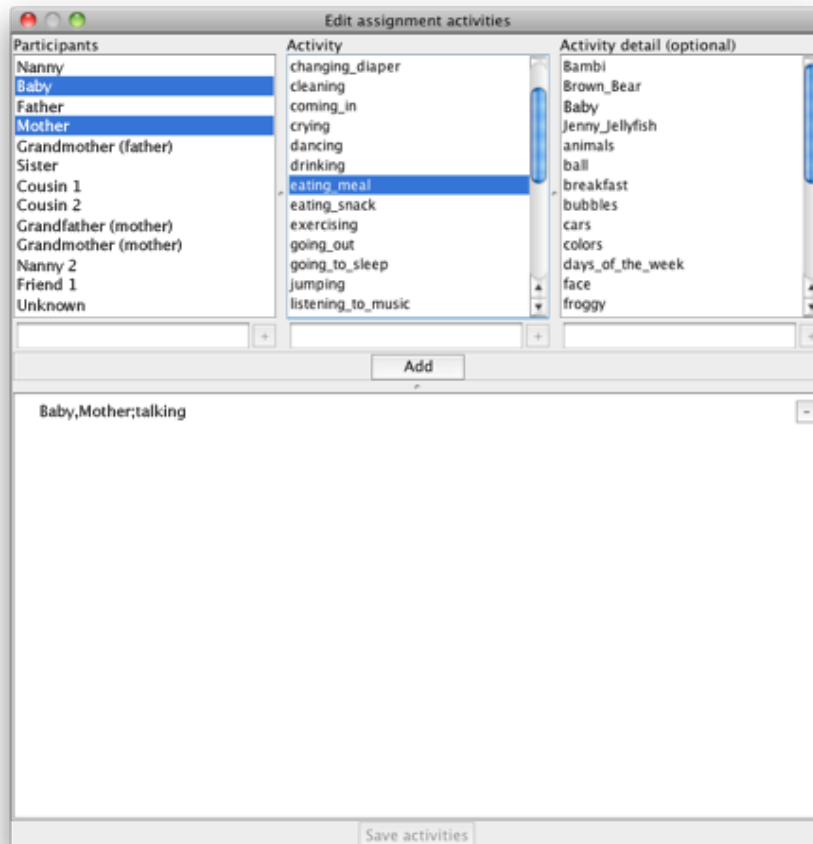 Edit assignment activities
Participants
Nanny
Baby
Father
Mother
Grandmother (father)
Sister
Cousin 1
Cousin 2
Grandfather (mother)
Grandmother (mother)
Nanny 2
Friend 1
Unknown
+
Activity
changing_diaper
cleaning
coming_in
crying
dancing
drinking
eating_meal
eating_snack
exercising
going_out
going_to_sleep
jumping
listening_to_music
+
Activity detail (optional)
Bambi
Brown_Bear
Baby
Jenny_Jellyfish
animals
ball
breakfast
bubbles
cars
colors
days_of_the_week
face
froggy
+
Add
Baby,Mother;talking
-
Save activities